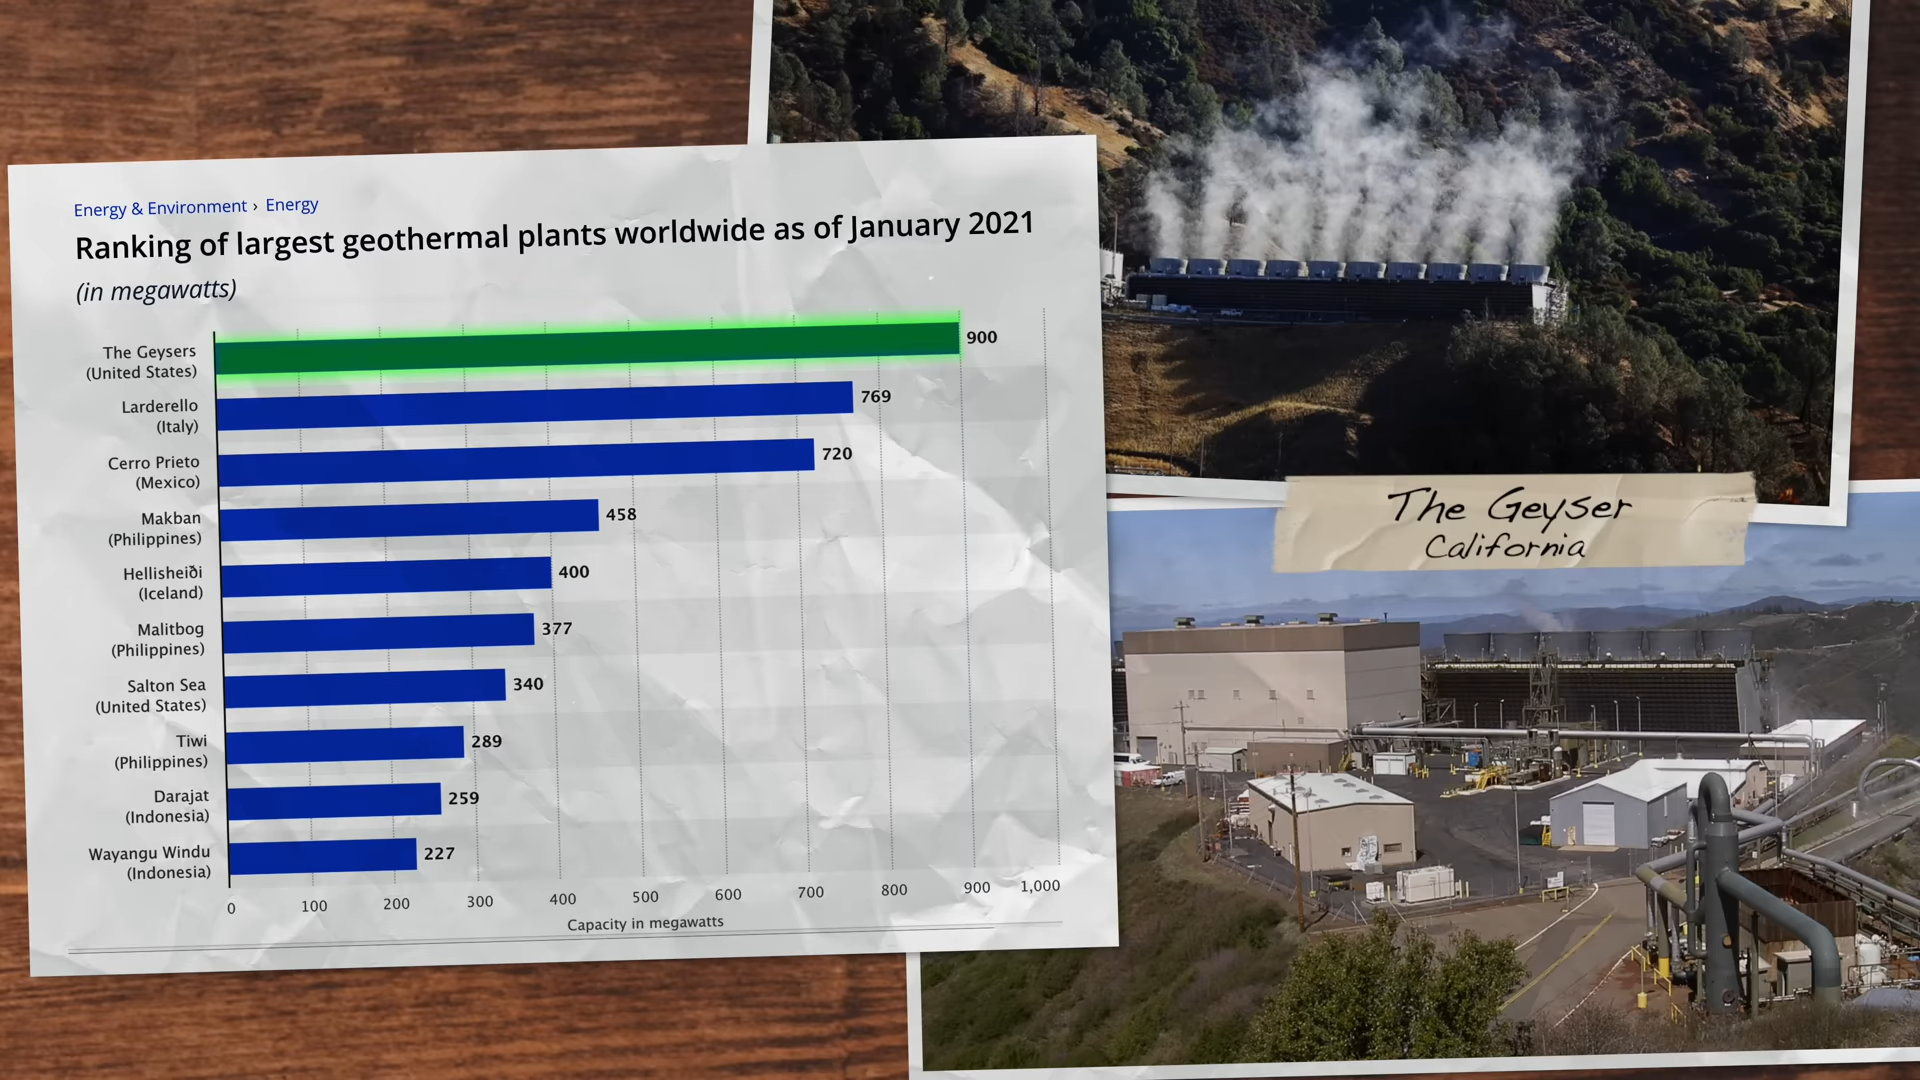 Energy & Environment › Energy
Ranking of largest geothermal plants worldwide as of January 2021
(in megawatts)
The Geysers
(United States)
900
Larderello
(Italy)
769
Cerro Prieto
(Mexico)
720
Makban
(Philippines)
458
Hellisheiði
(Iceland)
400
Malitbog
(Philippines)
377
Salton Sea
(United States)
340
Tiwi
(Philippines)
289
Darajat
(Indonesia)
259
Wayangu Windu
(Indonesia)
227
0 100 200 300 400 500 600 700 800 900 1,000
Capacity in megawatts
The Geyser
California